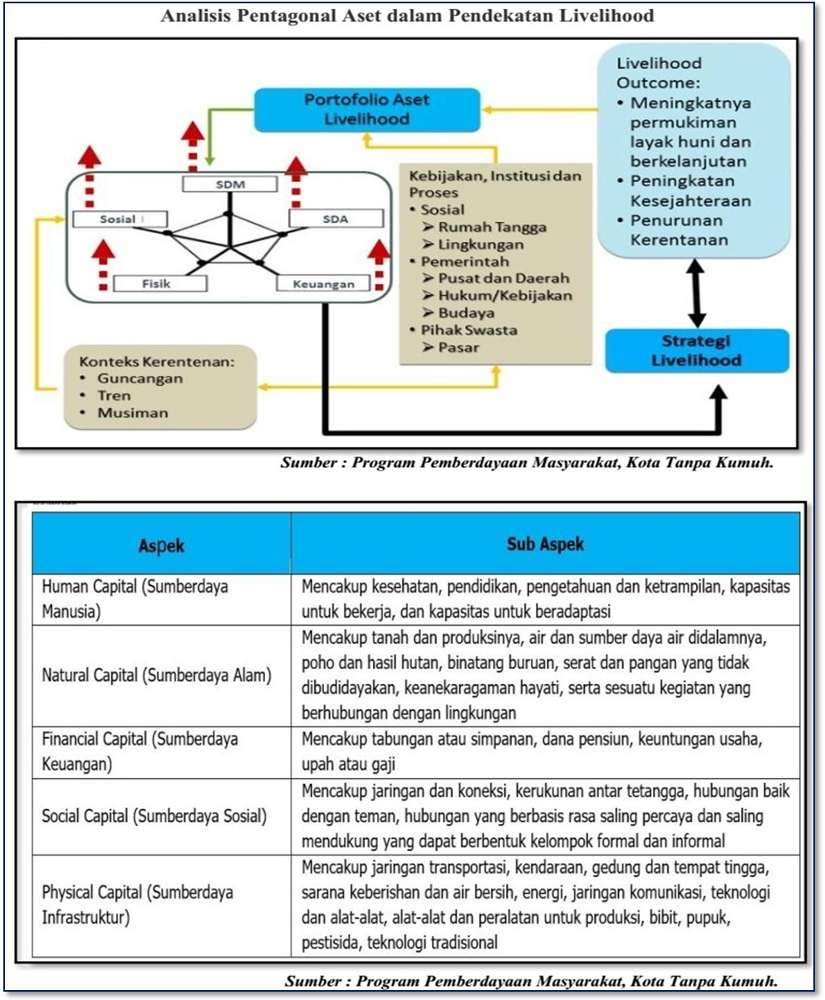 Analisis Pentagonal Aset dalam Pendekatan Livelihood
Portofolio Aset
Livelihood
Livelihood
Outcome:
• Meningkatnya
permukiman
layak huni dan
berkelanjutan
• Peningkatan
Kesejahteraan
• Penurunan
Kerentanan
SDM
Sosial
SDA
Fisik
Keuangan
Kebijakan, Institusi dan
Proses
• Sosial
➢ Rumah Tangga
➢ Lingkungan
• Pemerintah
➢ Pusat dan Daerah
➢ Hukum/Kebijakan
➢ Budaya
• Pihak Swasta
➢ Pasar
Strategi
Livelihood
Konteks Kerentenan:
• Guncangan
• Tren
• Musiman
Sumber : Program Pemberdayaan Masyarakat, Kota Tanpa Kumuh.
Aspek
Sub Aspek
Human Capital (Sumberdaya
Manusia)
Mencakup kesehatan, pendidikan, pengetahuan dan ketrampilan, kapasitas
untuk bekerja, dan kapasitas untuk beradaptasi
Natural Capital (Sumberdaya Alam)
Mencakup tanah dan produksinya, air dan sumber daya air didalamnya,
poho dan hasil hutan, binatang buruan, serat dan pangan yang tidak
dibudidayakan, keanekaragaman hayati, serta sesuatu kegiatan yang
berhubungan dengan lingkungan
Financial Capital (Sumberdaya
Keuangan)
Mencakup tabungan atau simpanan, dana pensiun, keuntungan usaha,
upah atau gaji
Social Capital (Sumberdaya Sosial)
Mencakup jaringan dan koneksi, kerukunan antar tetangga, hubungan baik
dengan teman, hubungan yang berbasis rasa saling percaya dan saling
mendukung yang dapat berbentuk kelompok formal dan informal
Physical Capital (Sumberdaya
Infrastruktur)
Mencakup jaringan transportasi, kendaraan, gedung dan tempat tingga,
sarana keberishan dan air bersih, energi, jaringan komunikasi, teknologi
dan alat-alat, alat-alat dan peralatan untuk produksi, bibit, pupuk,
pestisida, teknologi tradisional
Sumber : Program Pemberdayaan Masyarakat, Kota Tanpa Kumuh.